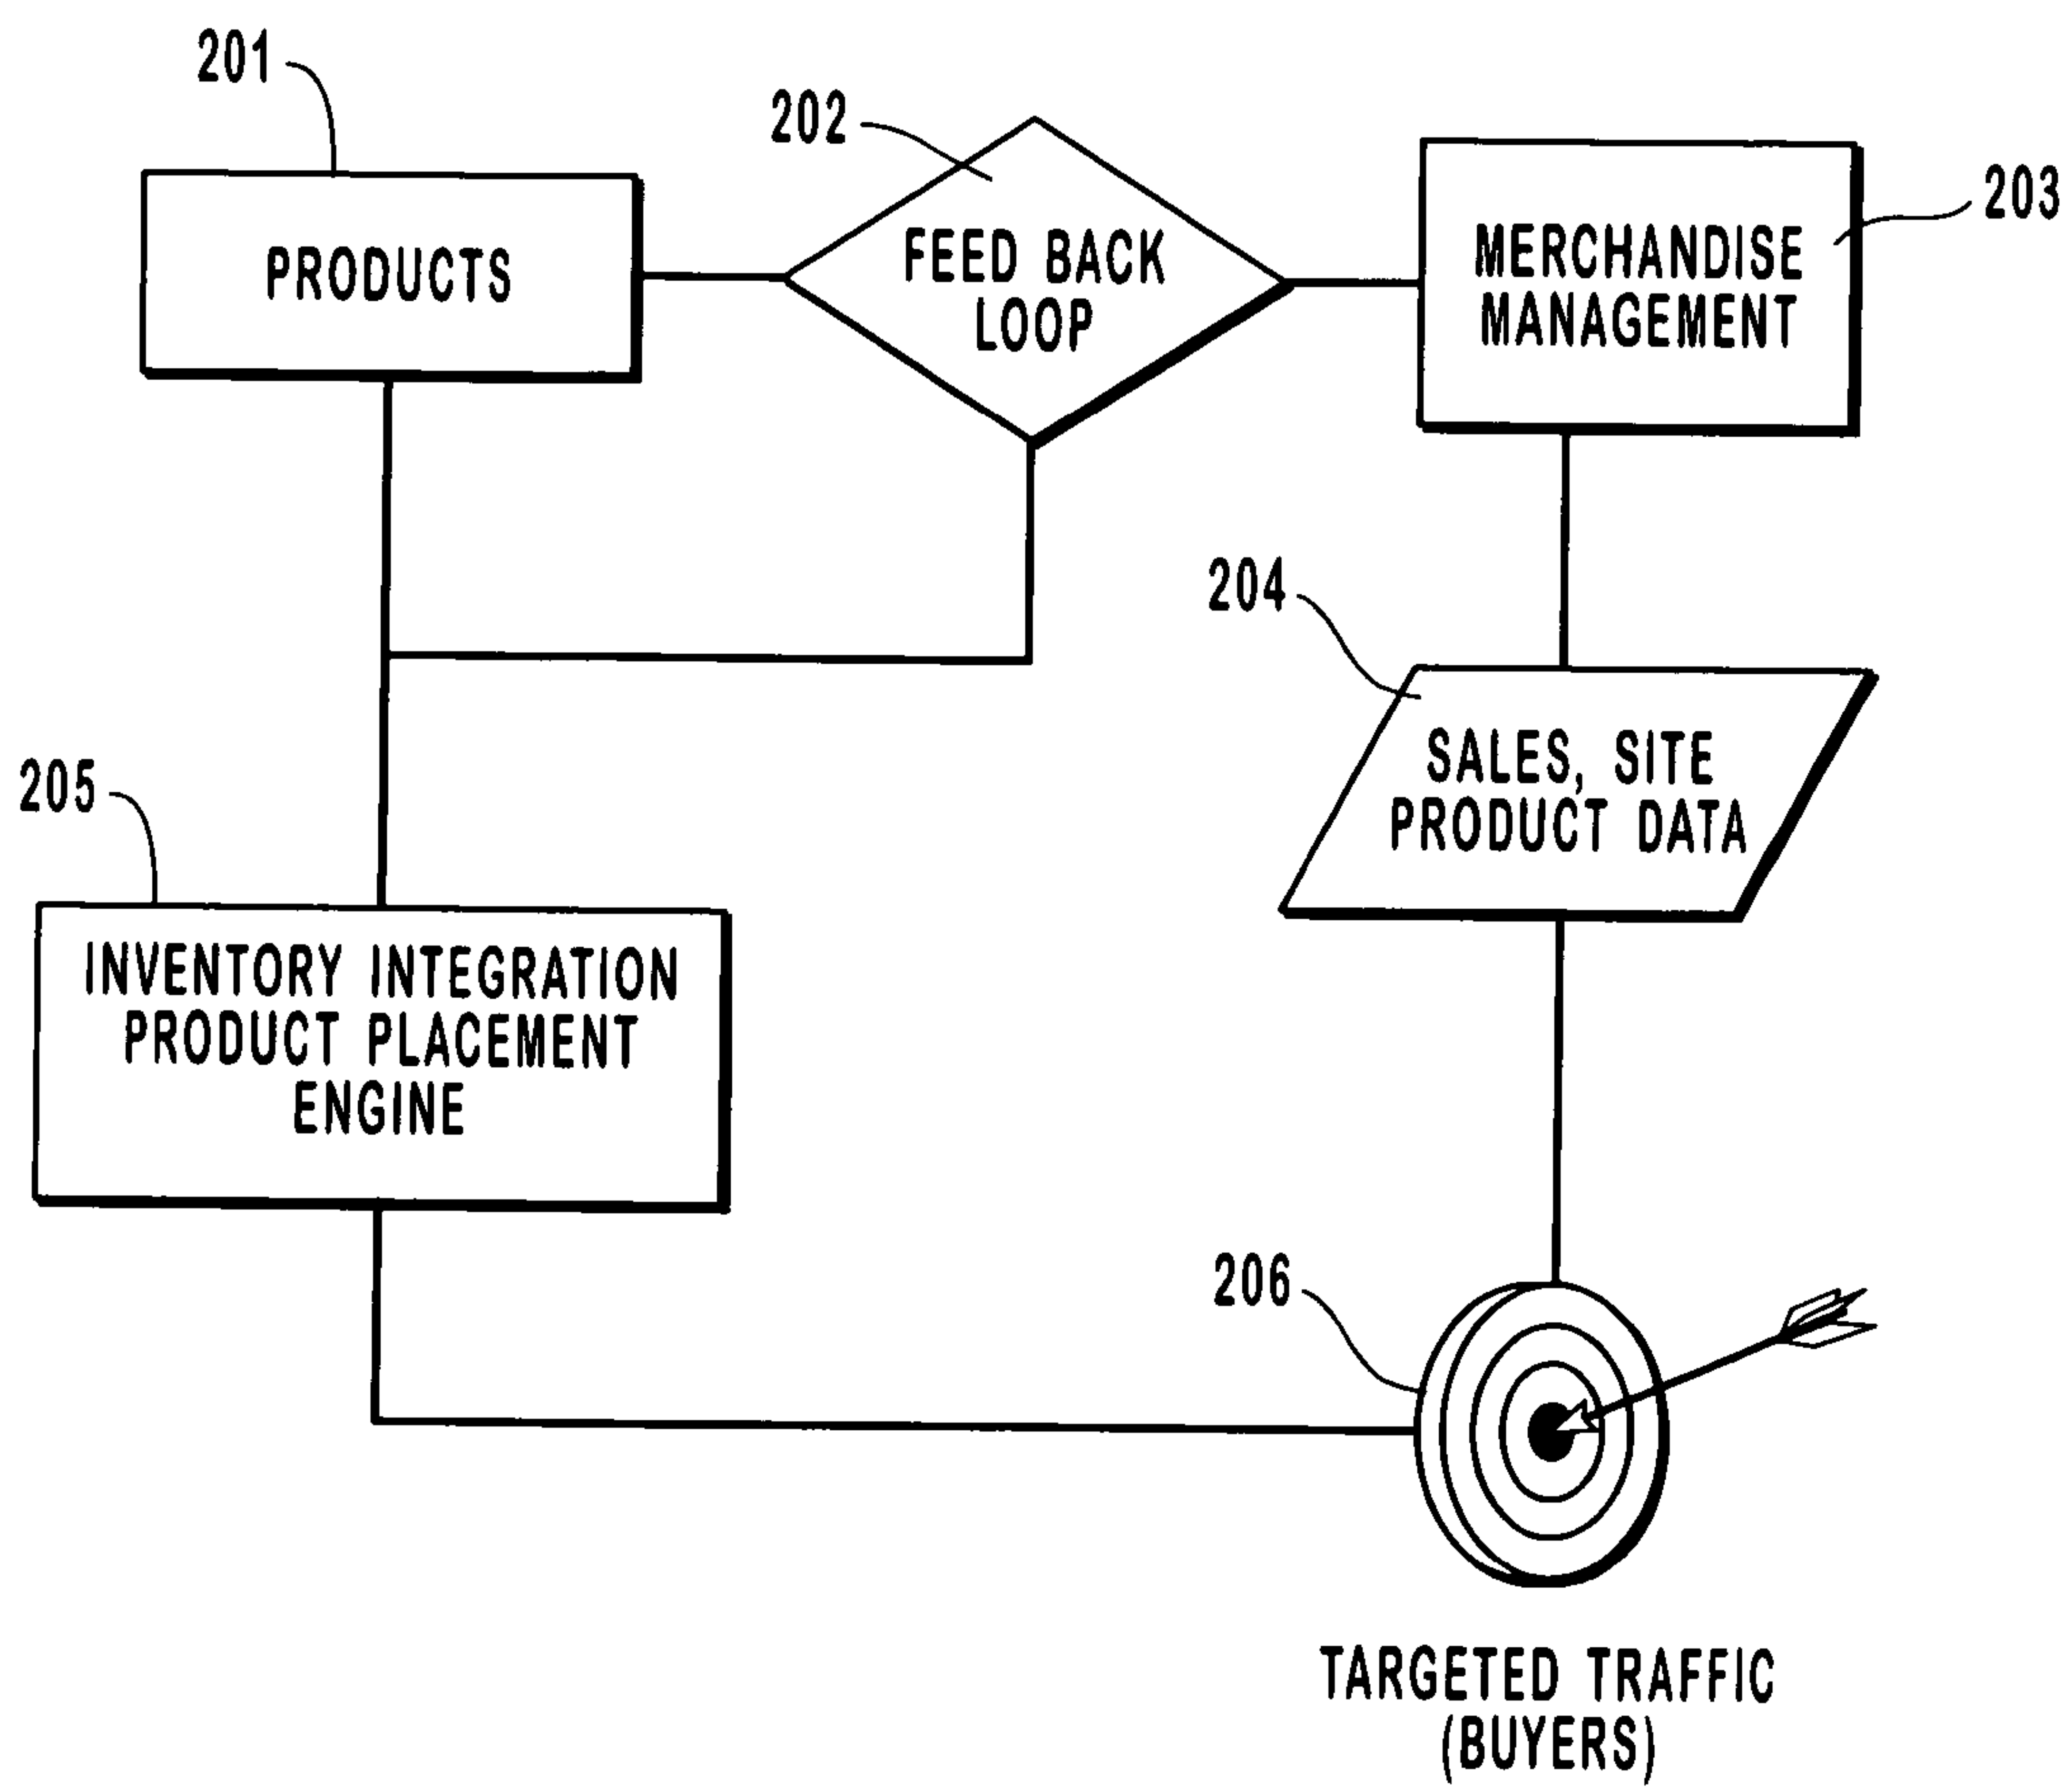 201
202
203
PRODUCTS
FEED BACK
LOOP
MERCHANDISE
MANAGEMENT
204
SALES, SITE
PRODUCT DATA
205
INVENTORY INTEGRATION
PRODUCT PLACEMENT
ENGINE
206
TARGETED TRAFFIC
(BUYERS)